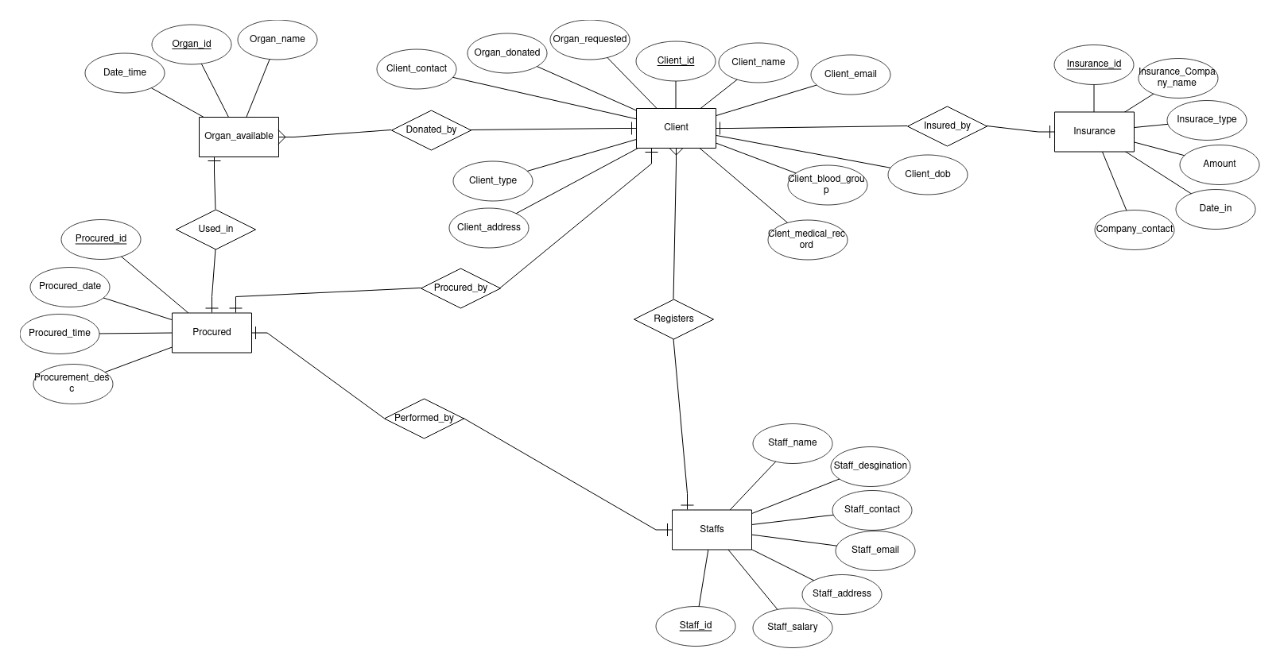 Organ_id
Organ_name
Date_time
Organ_available
Donated_by
Client_contact
Organ_donated
Organ_requested
Client_id
Client_name
Client_email
Client
Client_type
Client_address
Client_blood_grou
p
Client_dob
Cient_medical_rec
ord
Insured_by
Insurance_id
Insurance_Compa
ny_name
Insurace_type
Insurance
Amount
Date_in
Company_contact
Used_in
Procured_id
Procured_date
Procured_time
Procurement_des
c
Procured
Procured_by
Registers
Performed_by
Staff_name
Staff_desgination
Staff_contact
Staffs
Staff_email
Staff_address
Staff_id
Staff_salary